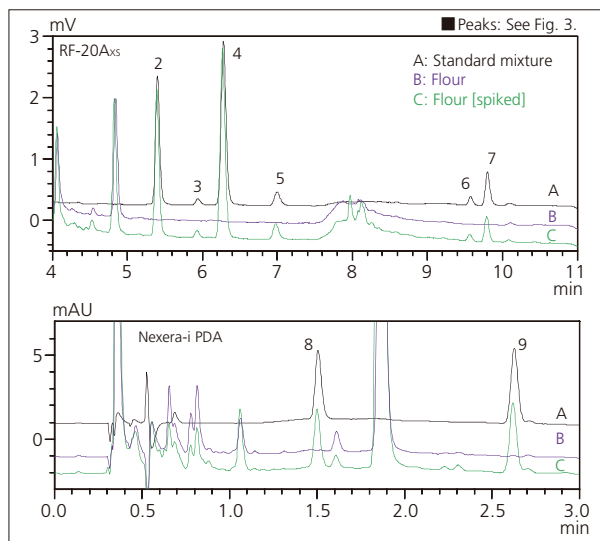 mV
■ Peaks: See Fig. 3.
3
RF-20Axs
2
4
A: Standard mixture
B: Flour
C: Flour [spiked]
2
1
3
5
6
7
A
0
B
C
4 5 6 7 8 9 10 11
min
mAU
Nexera-i PDA
8
9
5
A
0
B
C
0.0 0.5 1.0 1.5 2.0 2.5 3.0
min